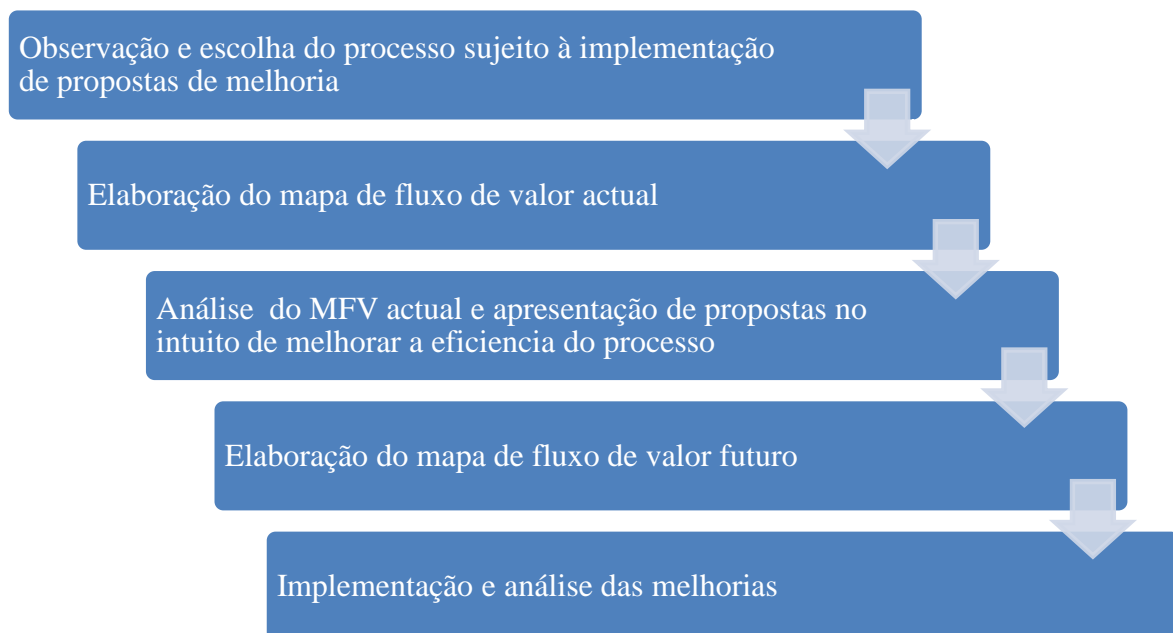 Observação e escolha do processo sujeito à implementação
de propostas de melhoria
Elaboração do mapa de fluxo de valor actual
Análise do MFV actual e apresentação de propostas no
intuito de melhorar a eficiencia do processo
Elaboração do mapa de fluxo de valor futuro
Implementação e análise das melhorias